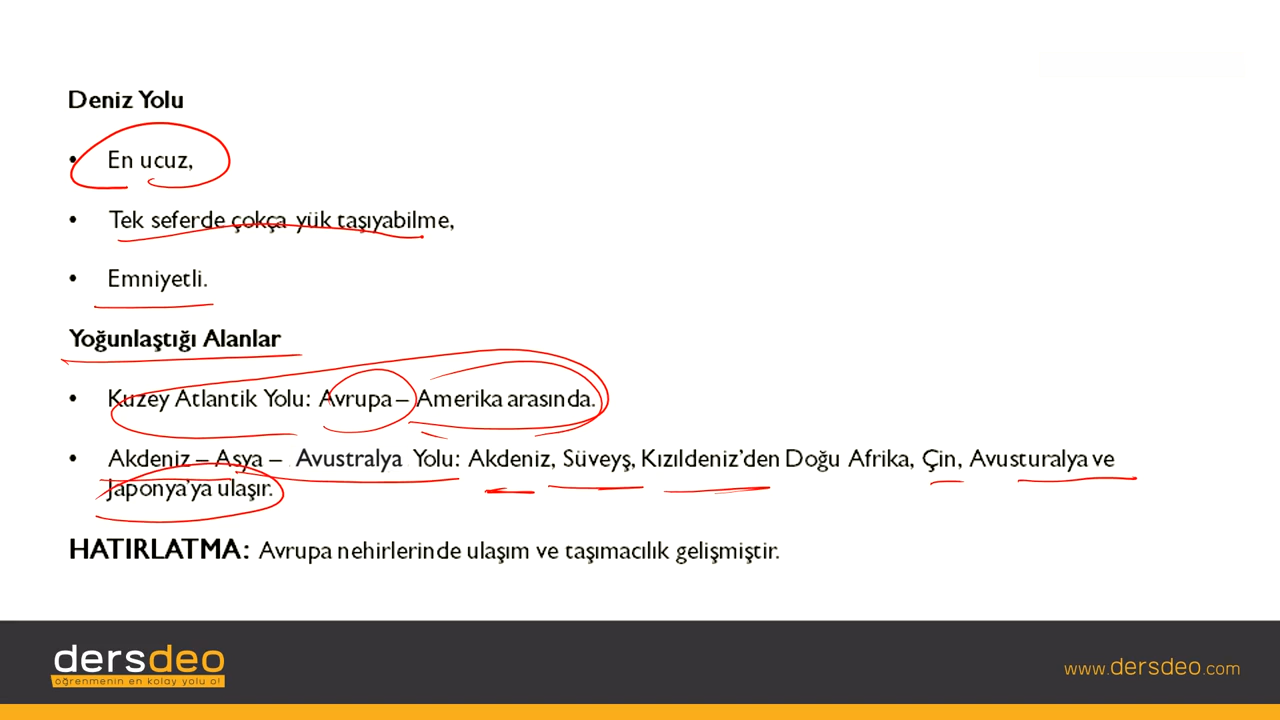 Deniz Yolu
• En ucuz,
• Tek seferde çokça yük taşıyabilme,
• Emniyetli.
Yoğunlaştığı Alanlar
• Kuzey Atlantik Yolu: Avrupa – Amerika arasında.
• Akdeniz – Asya – Avustralya Yolu: Akdeniz, Süveyş, Kızıldeniz’den Doğu Afrika, Çin, Avusturalya ve
Japonya’ya ulaşır.
HATIRLATMA: Avrupa nehirlerinde ulaşım ve taşımacılık gelişmiştir.
dersdeo
öğrenmenin en kolay yolu o!
www.dersdeo.com